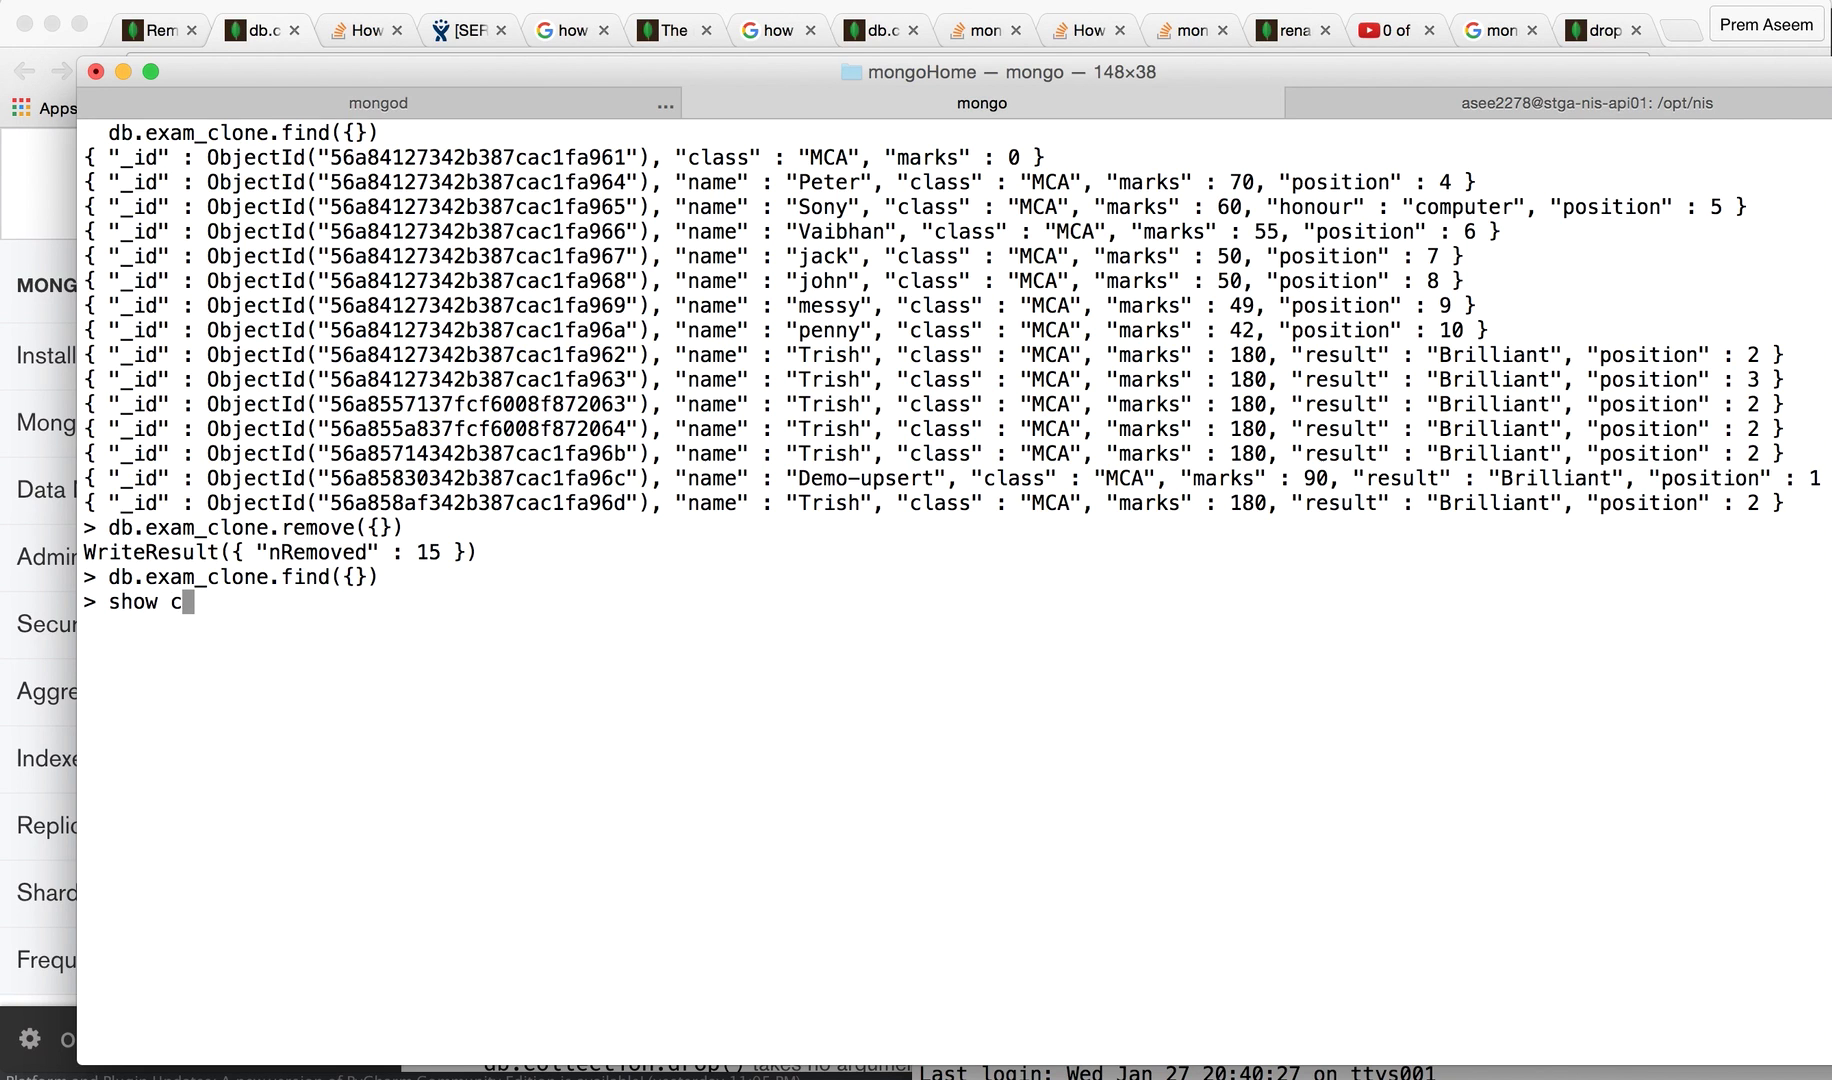 Rem
db.c
How
[SER
how
The
how
db.c
mon
How
mon
rena
0 of
mon
drop
Prem Aseem
mongoHome — mongo — 148×38
Apps
mongod
...
mongo
asee2278@stga-nis-api01: /opt/nis
db.exam_clone.find({})
{ "_id" : ObjectId("56a84127342b387cac1fa961"), "class" : "MCA", "marks" : 0 }
{ "_id" : ObjectId("56a84127342b387cac1fa964"), "name" : "Peter", "class" : "MCA", "marks" : 70, "position" : 4 }
{ "_id" : ObjectId("56a84127342b387cac1fa965"), "name" : "Sony", "class" : "MCA", "marks" : 60, "honour" : "computer", "position" : 5 }
{ "_id" : ObjectId("56a84127342b387cac1fa966"), "name" : "Vaibhan", "class" : "MCA", "marks" : 55, "position" : 6 }
{ "_id" : ObjectId("56a84127342b387cac1fa967"), "name" : "jack", "class" : "MCA", "marks" : 50, "position" : 7 }
{ "_id" : ObjectId("56a84127342b387cac1fa968"), "name" : "john", "class" : "MCA", "marks" : 50, "position" : 8 }
{ "_id" : ObjectId("56a84127342b387cac1fa969"), "name" : "messy", "class" : "MCA", "marks" : 49, "position" : 9 }
{ "_id" : ObjectId("56a84127342b387cac1fa96a"), "name" : "penny", "class" : "MCA", "marks" : 42, "position" : 10 }
{ "_id" : ObjectId("56a84127342b387cac1fa962"), "name" : "Trish", "class" : "MCA", "marks" : 180, "result" : "Brilliant", "position" : 2 }
{ "_id" : ObjectId("56a84127342b387cac1fa963"), "name" : "Trish", "class" : "MCA", "marks" : 180, "result" : "Brilliant", "position" : 3 }
{ "_id" : ObjectId("56a8557137fcf6008f872063"), "name" : "Trish", "class" : "MCA", "marks" : 180, "result" : "Brilliant", "position" : 2 }
{ "_id" : ObjectId("56a855a837fcf6008f872064"), "name" : "Trish", "class" : "MCA", "marks" : 180, "result" : "Brilliant", "position" : 2 }
{ "_id" : ObjectId("56a85714342b387cac1fa96b"), "name" : "Trish", "class" : "MCA", "marks" : 180, "result" : "Brilliant", "position" : 2 }
{ "_id" : ObjectId("56a85830342b387cac1fa96c"), "name" : "Demo-upsert", "class" : "MCA", "marks" : 90, "result" : "Brilliant", "position" : 1
{ "_id" : ObjectId("56a858af342b387cac1fa96d"), "name" : "Trish", "class" : "MCA", "marks" : 180, "result" : "Brilliant", "position" : 2 }
> db.exam_clone.remove({})
WriteResult({ "nRemoved" : 15 })
> db.exam_clone.find({})
> show c
MONG
Install
Mong
Data
Admin
Secur
Aggre
Indexe
Replic
Shard
Frequ
db.collection.drop() takes no argumen
Last login: Wed Jan 27 20:40:27 on ttys001